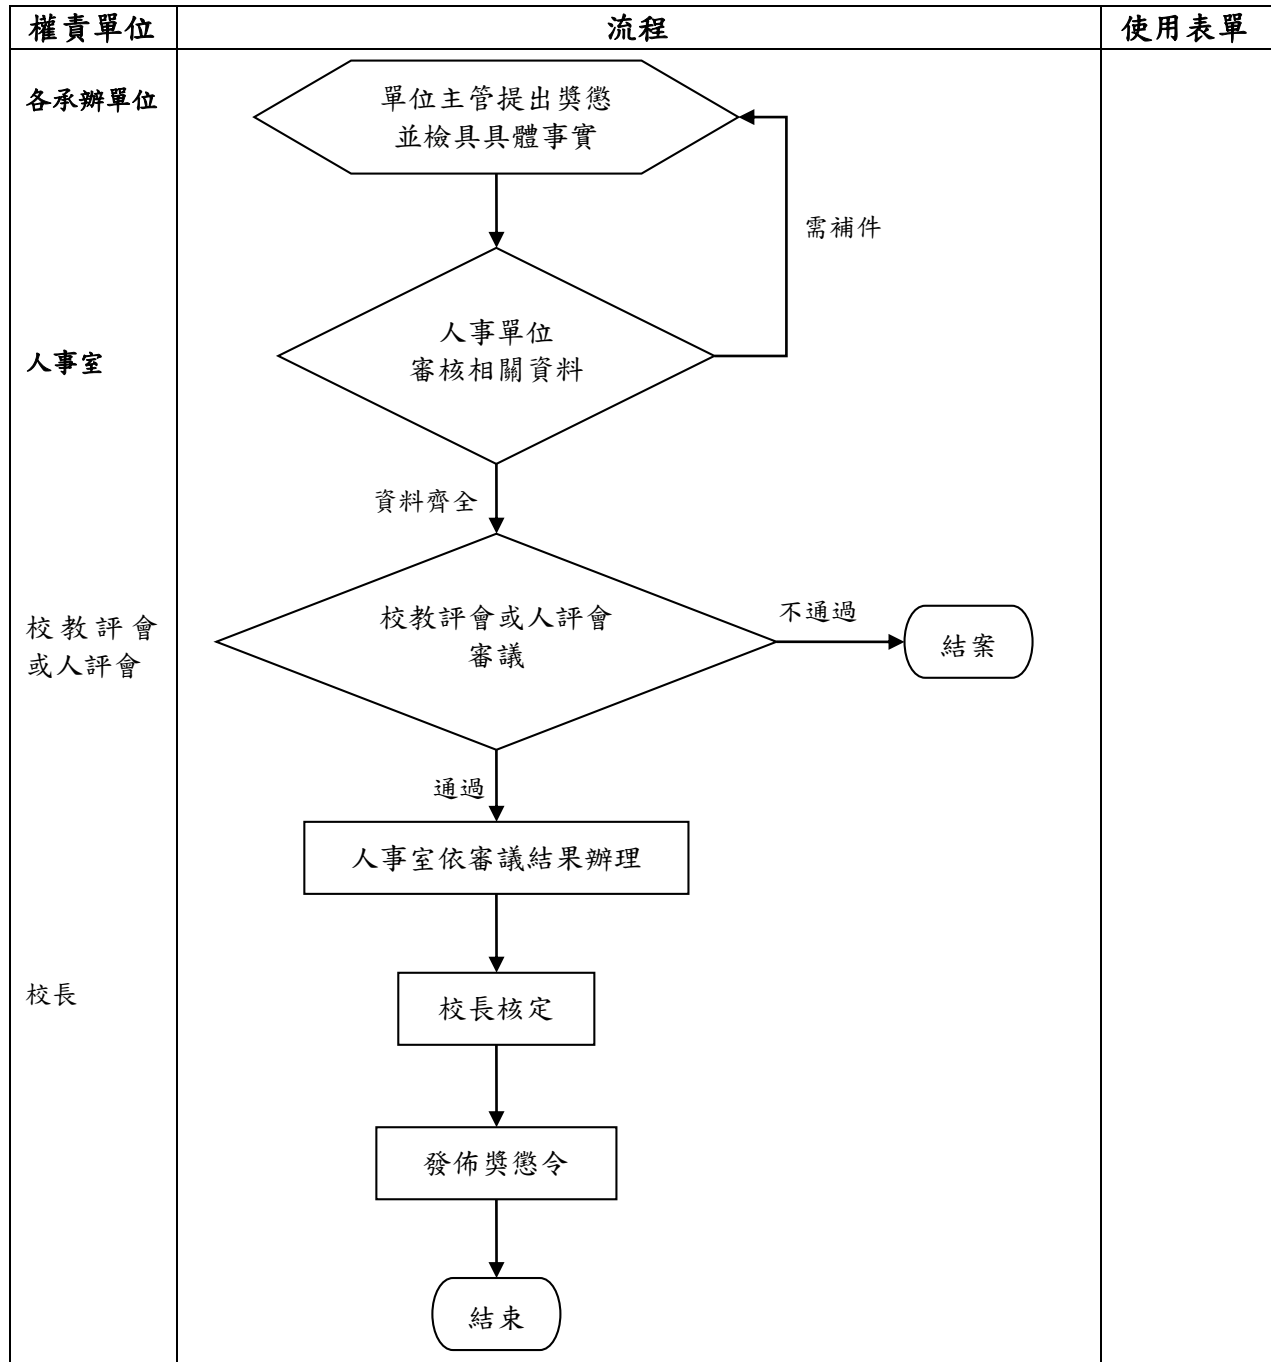 權責單位
流程
使用表單
各承辦單位
單位主管提出獎懲
並檢具具體事實
需補件
人事室
人事單位
審核相關資料
資料齊全
校教評會
或人評會
校教評會或人評會
審議
不通過
結案
通過
人事室依審議結果辦理
校長
校長核定
發佈獎懲令
結束